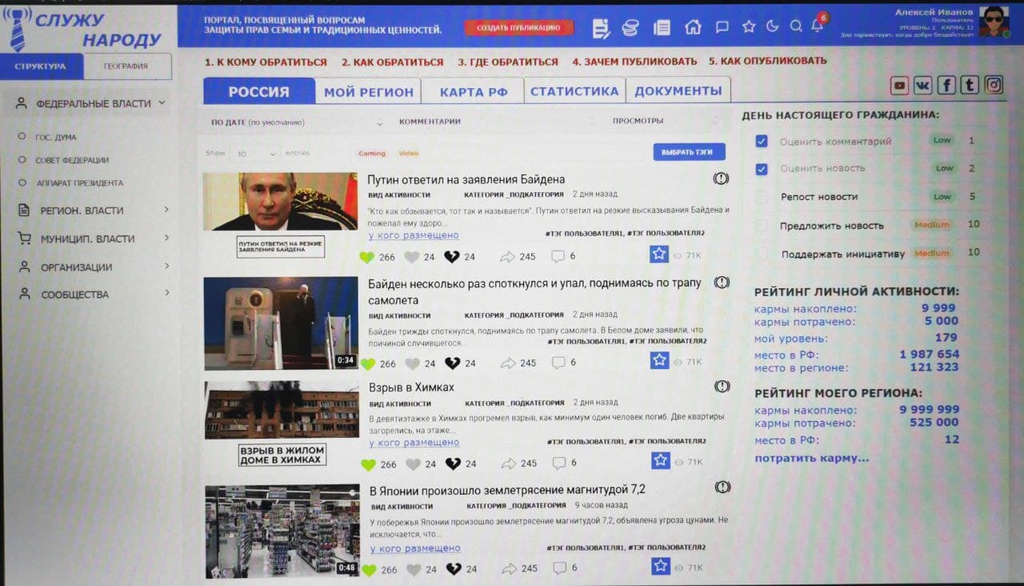 СЛУЖУ
НАРОДУ
ПОРТАЛ, ПОСВЯЩЕННЫЙ ВОПРОСАМ
ЗАЩИТЫ ПРАВ СЕМЬИ И ТРАДИЦИОННЫХ ЦЕННОСТЕЙ.
СОЗДАТЬ ПУБЛИКАЦИЮ
6
Алексей Иванов
Пользователь
СТРУКТУРА
ГЕОГРАФИЯ
1. К КОМУ ОБРАТИТЬСЯ 2. КАК ОБРАТИТЬСЯ 3. ГДЕ ОБРАТИТЬСЯ 4. ЗАЧЕМ ПУБЛИКОВАТЬ 5. КАК ОПУБЛИКОВАТЬ
РОССИЯ МОЙ РЕГИОН КАРТА РФ СТАТИСТИКА ДОКУМЕНТЫ
ФЕДЕРАЛЬНЫЕ ВЛАСТИ
ГОС. ДУМА
СОВЕТ ФЕДЕРАЦИИ
АППАРАТ ПРЕЗИДЕНТА
РЕГИОН. ВЛАСТИ
МУНИЦИП. ВЛАСТИ
ОРГАНИЗАЦИИ
СООБЩЕСТВА
ПО ДАТЕ (по умолчанию) КОММЕНТАРИИ ПРОСМОТРЫ
Show 10 entries Gaming Video ВЫБРАТЬ ТЭГИ
Путин ответил на заявления Байдена
ВИД АКТИВНОСТИ КАТЕГОРИЯ _ПОДКАТЕГОРИЯ 2 дня назад
"Кто как обзывается, тот так и называется". Путин ответил на резкие высказывания Байдена и
пожелал ему здоро...
у кого размещено #ТЭГ ПОЛЬЗОВАТЕЛЯ1, #ТЭГ ПОЛЬЗОВАТЕЛЯ2
ПУТИН ОТВЕТИЛ НА РЕЗКИЕ
ЗАЯВЛЕНИЯ БАЙДЕНА
266 24 24 245 6 71K
Байден несколько раз споткнулся и упал, поднимаясь по трапу
самолета
ВИД АКТИВНОСТИ КАТЕГОРИЯ _ПОДКАТЕГОРИЯ 2 дня назад
Байден трижды споткнулся, поднимаясь по трапу самолета. В Белом доме заявили, что
причиной случившегося...
#ТЭГ ПОЛЬЗОВАТЕЛЯ1, #ТЭГ ПОЛЬЗОВАТЕЛЯ2
0:34
266 24 24 245 6 71K
Взрыв в Химках
ВИД АКТИВНОСТИ КАТЕГОРИЯ _ПОДКАТЕГОРИЯ 2 дня назад
В девятиэтажке в Химках прогремел взрыв, как минимум один человек погиб. Две квартиры
загорелись, на этаже...
у кого размещено #ТЭГ ПОЛЬЗОВАТЕЛЯ1, #ТЭГ ПОЛЬЗОВАТЕЛЯ2
ВЗРЫВ В ЖИЛОМ
ДОМЕ В ХИМКАХ
266 24 24 245 6 71K
В Японии произошло землетрясение магнитудой 7,2
ВИД АКТИВНОСТИ КАТЕГОРИЯ _ПОДКАТЕГОРИЯ 9 часов назад
У побережья Японии произошло землетрясение магнитудой 7,2, объявлена угроза цунами. Не
исключается, что...
у кого размещено #ТЭГ ПОЛЬЗОВАТЕЛЯ1, #ТЭГ ПОЛЬЗОВАТЕЛЯ2
0:48
266 24 24 245 6 71K
ДЕНЬ НАСТОЯЩЕГО ГРАЖДАНИНА:
Оценить комментарий Low 1
Оценить новость Low 2
Репост новости Low 5
Предложить новость Medium 10
Поддержать инициативу Medium 10
РЕЙТИНГ ЛИЧНОЙ АКТИВНОСТИ:
кармы накоплено: 9 999
кармы потрачено: 5 000
мой уровень: 179
место в РФ: 1 987 654
место в регионе: 121 323
РЕЙТИНГ МОЕГО РЕГИОНА:
кармы накоплено: 9 999 999
кармы потрачено: 525 000
место в РФ: 12
потратить карму...